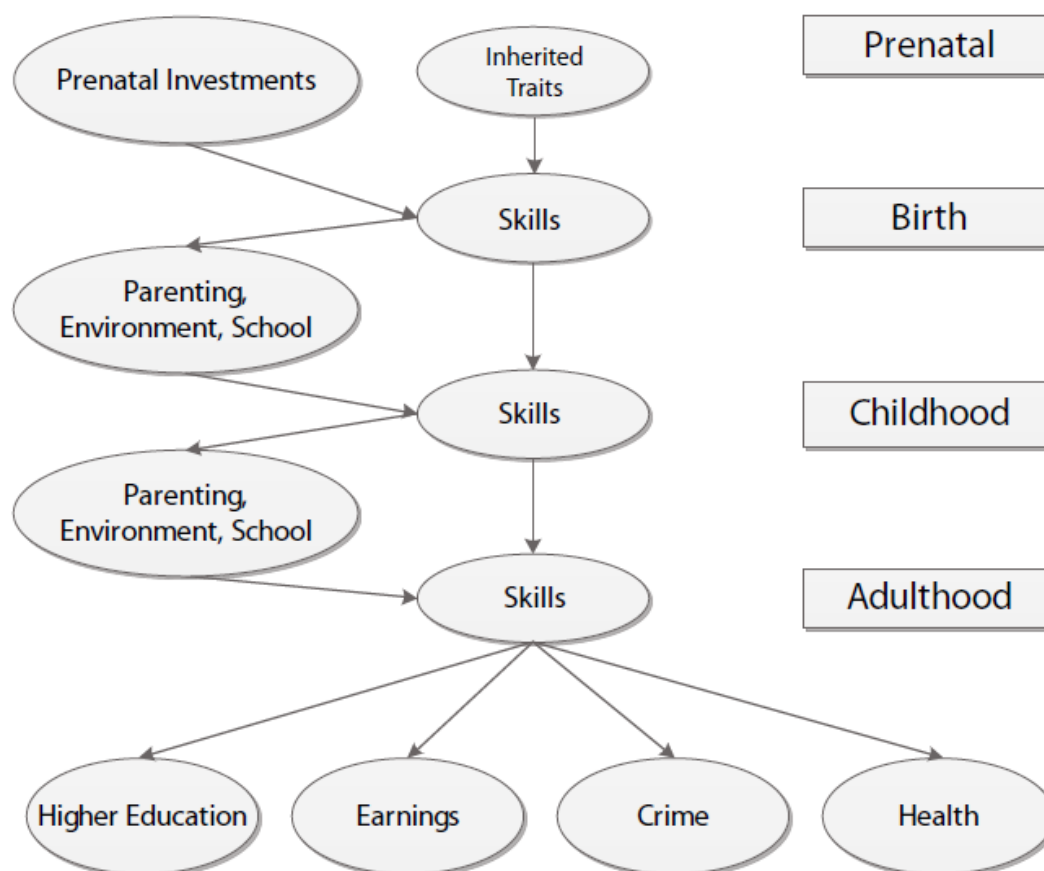 Prenatal Investments
Inherited
Traits
Prenatal
Skills
Birth
Parenting,
Environment, School
Skills
Childhood
Parenting,
Environment, School
Skills
Adulthood
Higher Education
Earnings
Crime
Health